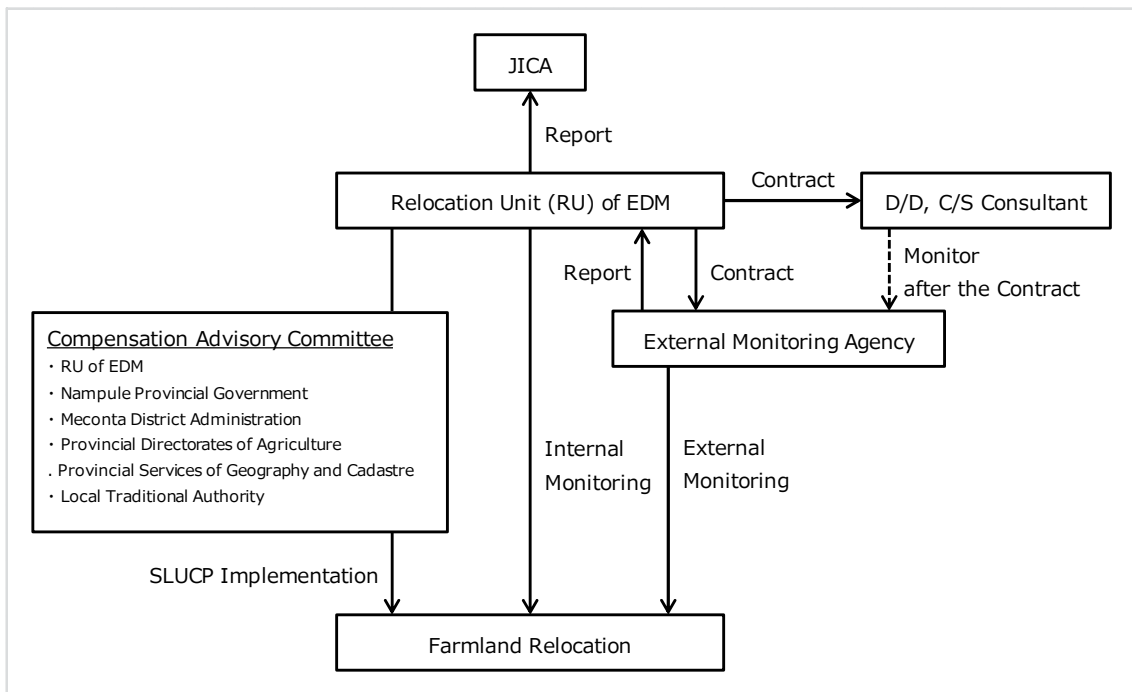 JICA
Report
Relocation Unit (RU) of EDM
Contract
D/D, C/S Consultant
Report
Contract
Monitor
after the Contract
Compensation Advisory Committee
・RU of EDM
・Nampule Provincial Government
・Meconta District Administration
・Provincial Directorates of Agriculture
. Provincial Services of Geography and Cadastre
・Local Traditional Authority
External Monitoring Agency
Internal
Monitoring
External
Monitoring
SLUCP Implementation
Farmland Relocation